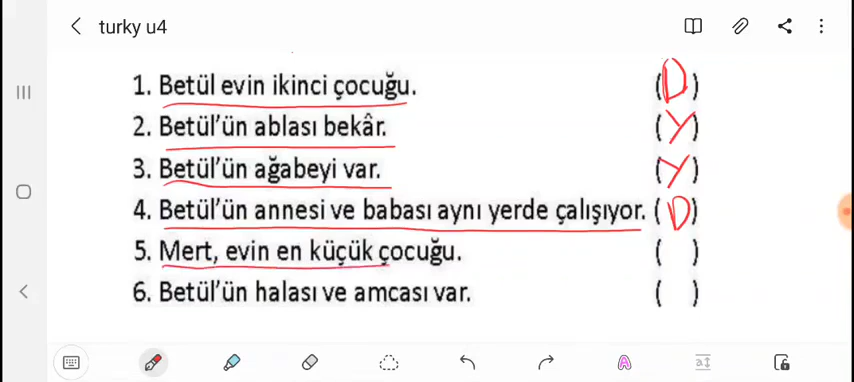 turky u4
1. Betül evin ikinci çocuğu. (D)
2. Betül'ün ablası bekâr. (Y)
3. Betül'ün ağabeyi var. (Y)
4. Betül'ün annesi ve babası aynı yerde çalışıyor. (D)
5. Mert, evin en küçük çocuğu. ( )
6. Betül'ün halası ve amcası var. ( )